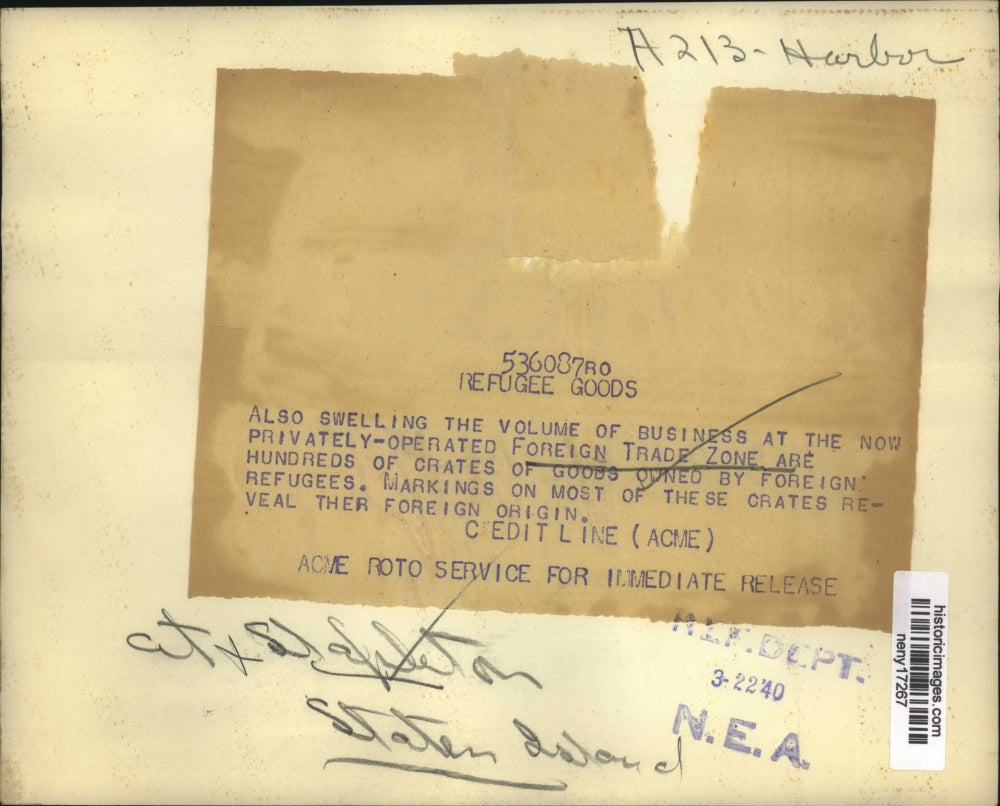 A213-Harbor
536087RO
REFUGEE GOODS
ALSO SWELLING THE VOLUME OF BUSINESS AT THE NOW
PRIVATELY-OPERATED FOREIGN TRADE ZONE ARE
HUNDREDS OF CRATES OF GOODS OWNED BY FOREIGN
REFUGEES. MARKINGS ON MOST OF THESE CRATES RE-
VEAL THER FOREIGN ORIGIN.
CREDIT LINE (ACME)
ACME ROTO SERVICE FOR IMMEDIATE RELEASE
at Stapleton
Staten Island
DEPT.
3-22'40
N.E.A.
historicimages.com
neny17267